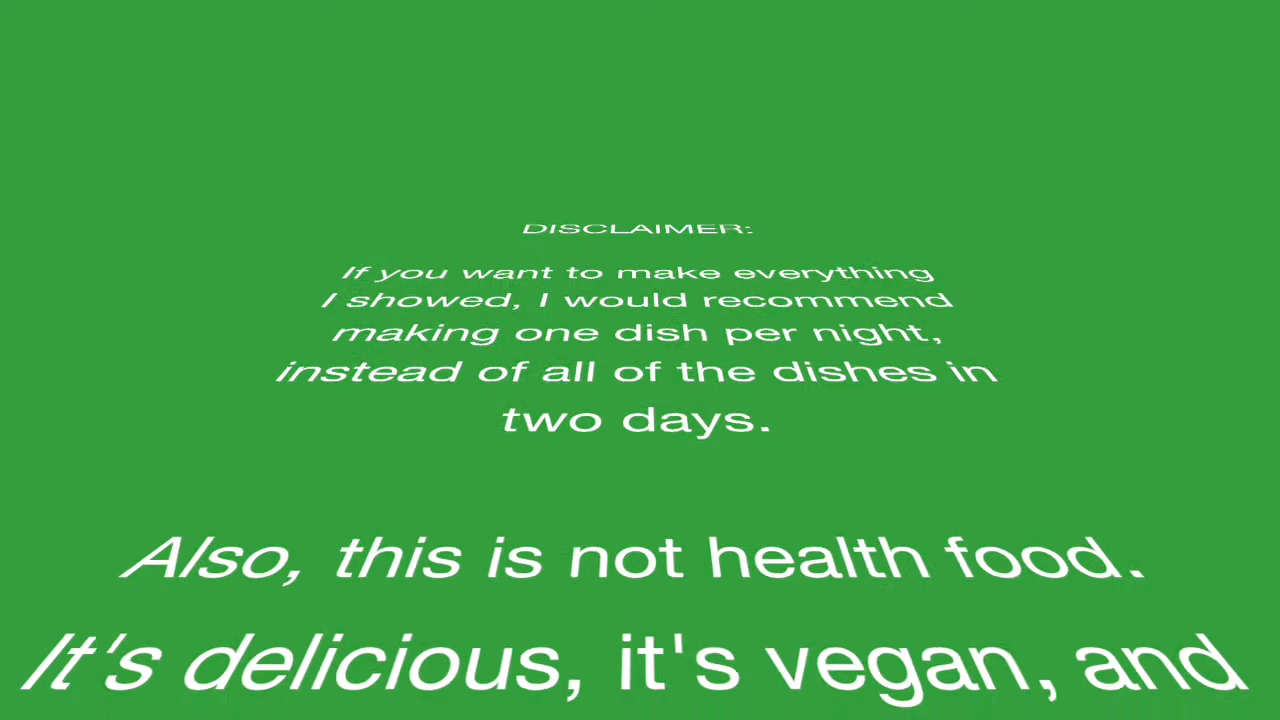 DISCLAIMER:
If you want to make everything
I showed, I would recommend
making one dish per night,
instead of all of the dishes in
two days.
Also, this is not health food.
It's delicious, it's vegan, and